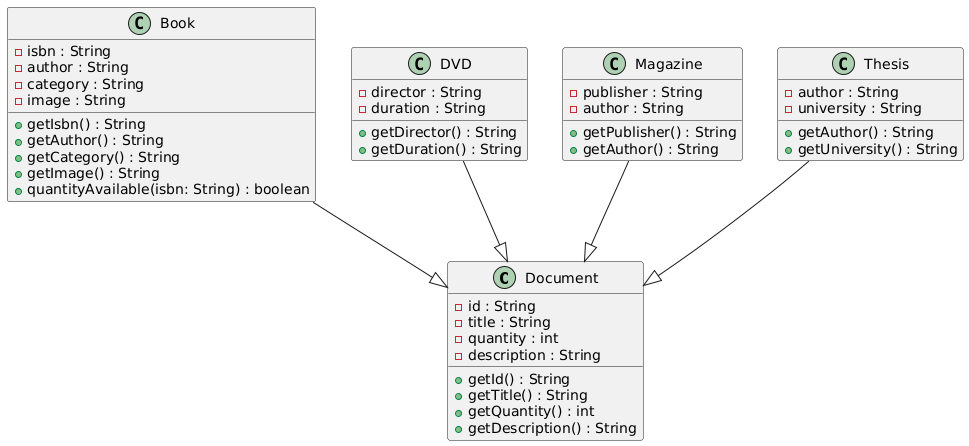 C Book
isbn : String
author : String
category : String
image : String
getIsbn() : String
getAuthor() : String
getCategory() : String
getImage() : String
quantityAvailable(isbn: String) : boolean
C DVD
director : String
duration : String
getDirector() : String
getDuration() : String
C Magazine
publisher : String
author : String
getPublisher() : String
getAuthor() : String
C Thesis
author : String
university : String
getAuthor() : String
getUniversity() : String
C Document
id : String
title : String
quantity : int
description : String
getId() : String
getTitle() : String
getQuantity() : int
getDescription() : String